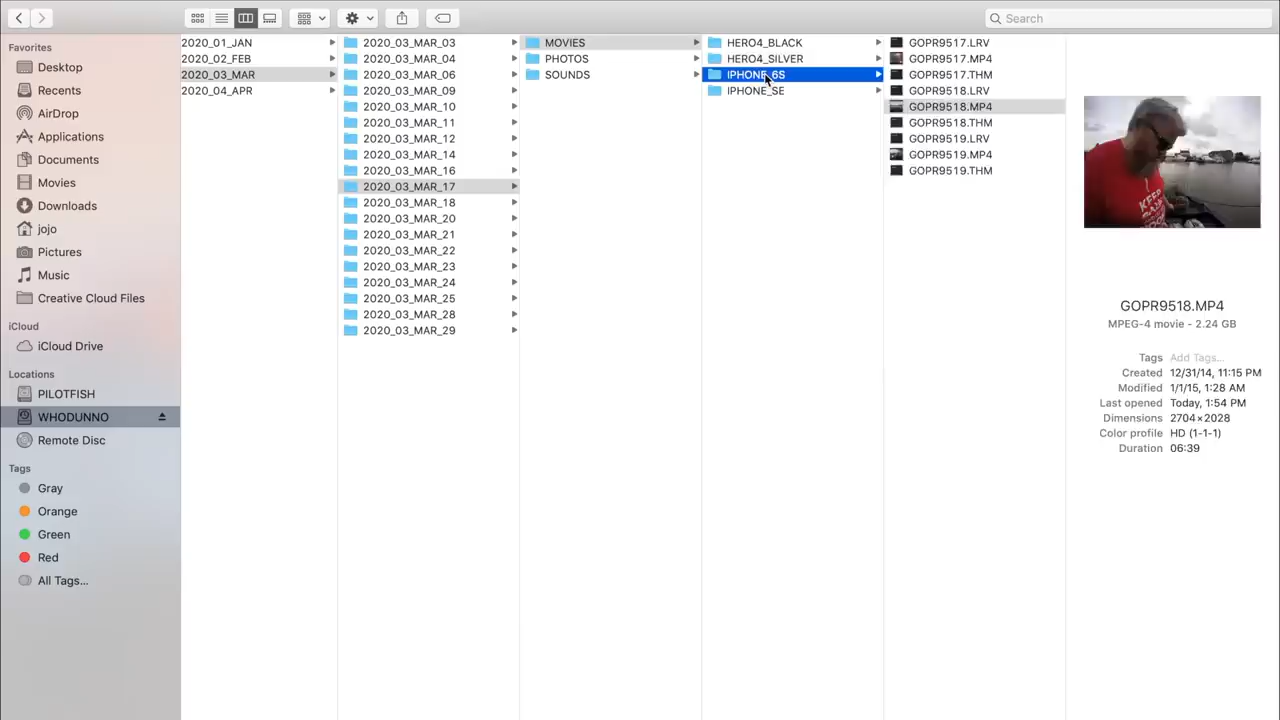 Search
Favorites
Desktop
Recents
AirDrop
Applications
Documents
Movies
Downloads
jojo
Pictures
Music
Creative Cloud Files
iCloud
iCloud Drive
Locations
PILOTFISH
WHODUNNO
Remote Disc
Tags
Gray
Orange
Green
Red
All Tags...
2020_01_JAN
2020_02_FEB
2020_03_MAR
2020_04_APR
2020_03_MAR_03
2020_03_MAR_04
2020_03_MAR_06
2020_03_MAR_09
2020_03_MAR_10
2020_03_MAR_11
2020_03_MAR_12
2020_03_MAR_14
2020_03_MAR_16
2020_03_MAR_17
2020_03_MAR_18
2020_03_MAR_20
2020_03_MAR_21
2020_03_MAR_22
2020_03_MAR_23
2020_03_MAR_24
2020_03_MAR_25
2020_03_MAR_28
2020_03_MAR_29
MOVIES
PHOTOS
SOUNDS
HERO4_BLACK
HERO4_SILVER
IPHONE_6S
IPHONE_SE
GOPR9517.LRV
GOPR9517.MP4
GOPR9517.THM
GOPR9518.LRV
GOPR9518.MP4
GOPR9518.THM
GOPR9519.LRV
GOPR9519.MP4
GOPR9519.THM
KEEP
GOPR9518.MP4
MPEG-4 movie - 2.24 GB
Tags Add Tags...
Created 12/31/14, 11:15 PM
Modified 1/1/15, 1:28 AM
Last opened Today, 1:54 PM
Dimensions 2704×2028
Color profile HD (1-1-1)
Duration 06:39